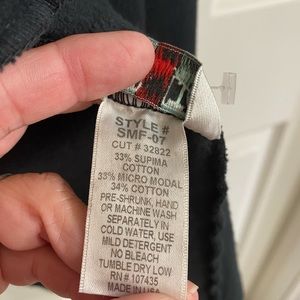 STYLE #
SMF-07
CUT # 32822
33% SUPIMA
COTTON
33% MICRO MODAL
34% COTTON
PRE-SHRUNK, HAND
OR MACHINE WASH
SEPARATELY IN
COLD WATER, USE
MILD DETERGENT
NO BLEACH
TUMBLE DRY LOW
RN # 107435
MADE IN USA